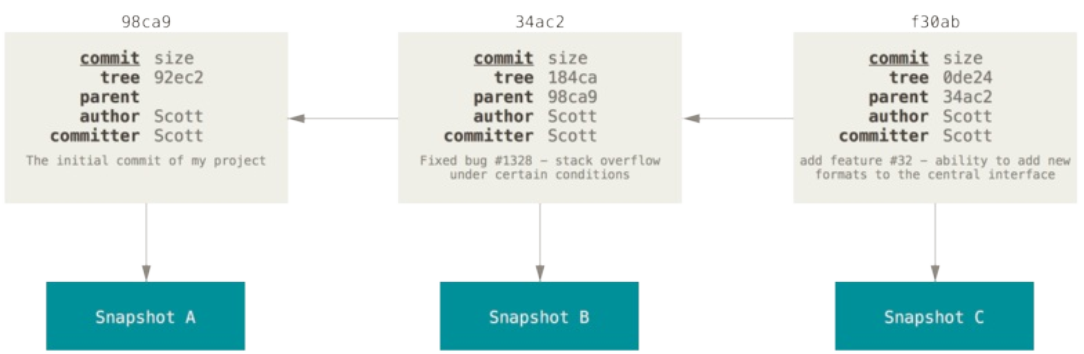 98ca9
commit size
tree 92ec2
parent
author Scott
committer Scott
The initial commit of my project
Snapshot A
34ac2
commit size
tree 184ca
parent 98ca9
author Scott
committer Scott
Fixed bug #1328 – stack overflow
under certain conditions
Snapshot B
f30ab
commit size
tree 0de24
parent 34ac2
author Scott
committer Scott
add feature #32 – ability to add new
formats to the central interface
Snapshot C